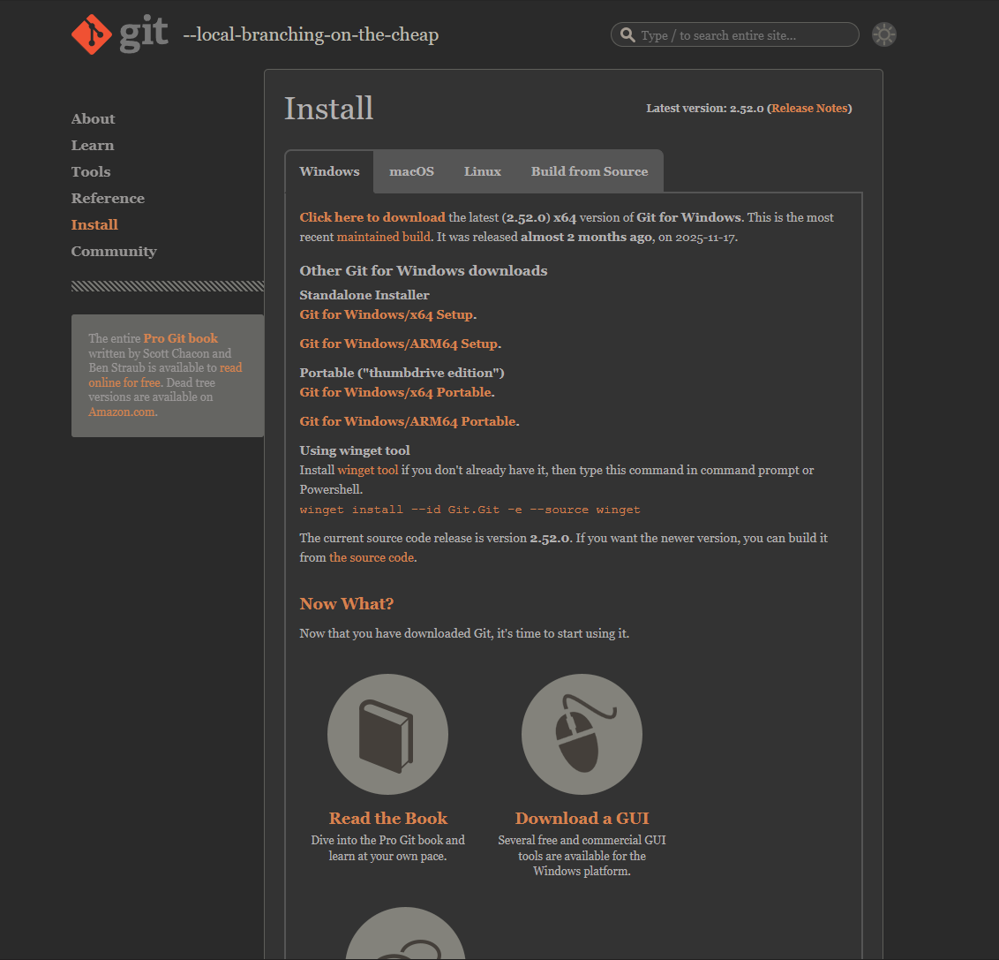 git --local-branching-on-the-cheap
Type / to search entire site...
About
Learn
Tools
Reference
Install
Community
The entire Pro Git book
written by Scott Chacon and
Ben Straub is available to read
online for free. Dead tree
versions are available on
Amazon.com.
Install
Latest version: 2.52.0 (Release Notes)
Windows macOS Linux Build from Source
Click here to download the latest (2.52.0) x64 version of Git for Windows. This is the most
recent maintained build. It was released almost 2 months ago, on 2025-11-17.
Other Git for Windows downloads
Standalone Installer
Git for Windows/x64 Setup.
Git for Windows/ARM64 Setup.
Portable ("thumbdrive edition")
Git for Windows/x64 Portable.
Git for Windows/ARM64 Portable.
Using winget tool
Install winget tool if you don't already have it, then type this command in command prompt or
Powershell.
winget install --id Git.Git -e --source winget
The current source code release is version 2.52.0. If you want the newer version, you can build it
from the source code.
Now What?
Now that you have downloaded Git, it's time to start using it.
Read the Book
Dive into the Pro Git book and
learn at your own pace.
Download a GUI
Several free and commercial GUI
tools are available for the
Windows platform.